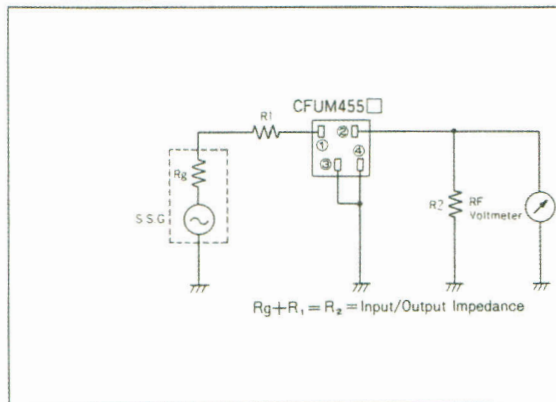 CFUM455□
R1
①
②
③
④
Rg
S.S.G
R2
RF
Voltmeter
Rg+R₁=R₂=Input/Output Impedance